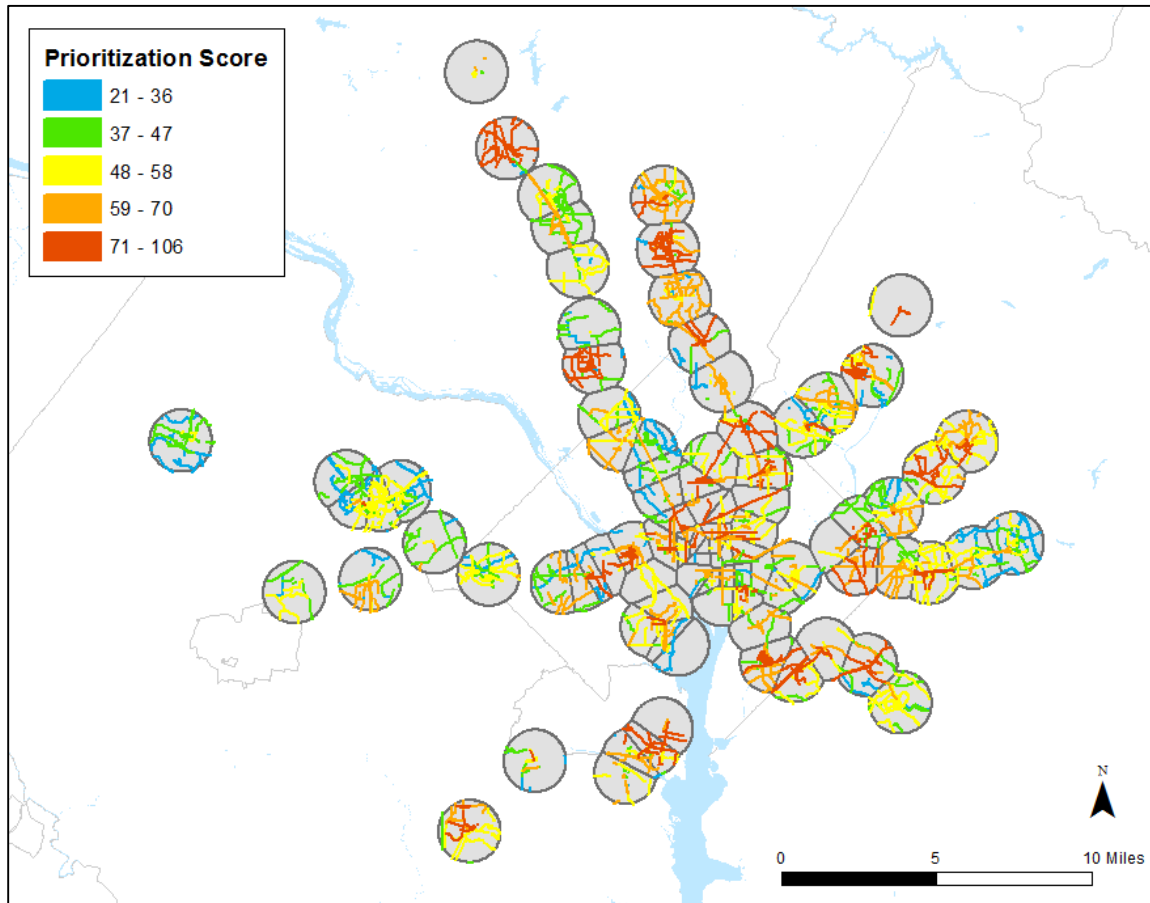 Prioritization Score
21 - 36
37 - 47
48 - 58
59 - 70
71 - 106
N
0 5 10 Miles